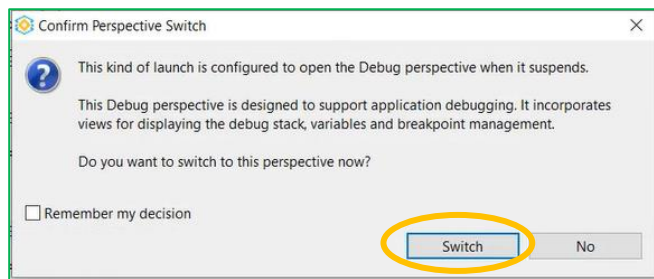 Confirm Perspective Switch
This kind of launch is configured to open the Debug perspective when it suspends.
This Debug perspective is designed to support application debugging. It incorporates
views for displaying the debug stack, variables and breakpoint management.
Do you want to switch to this perspective now?
Remember my decision
Switch
No